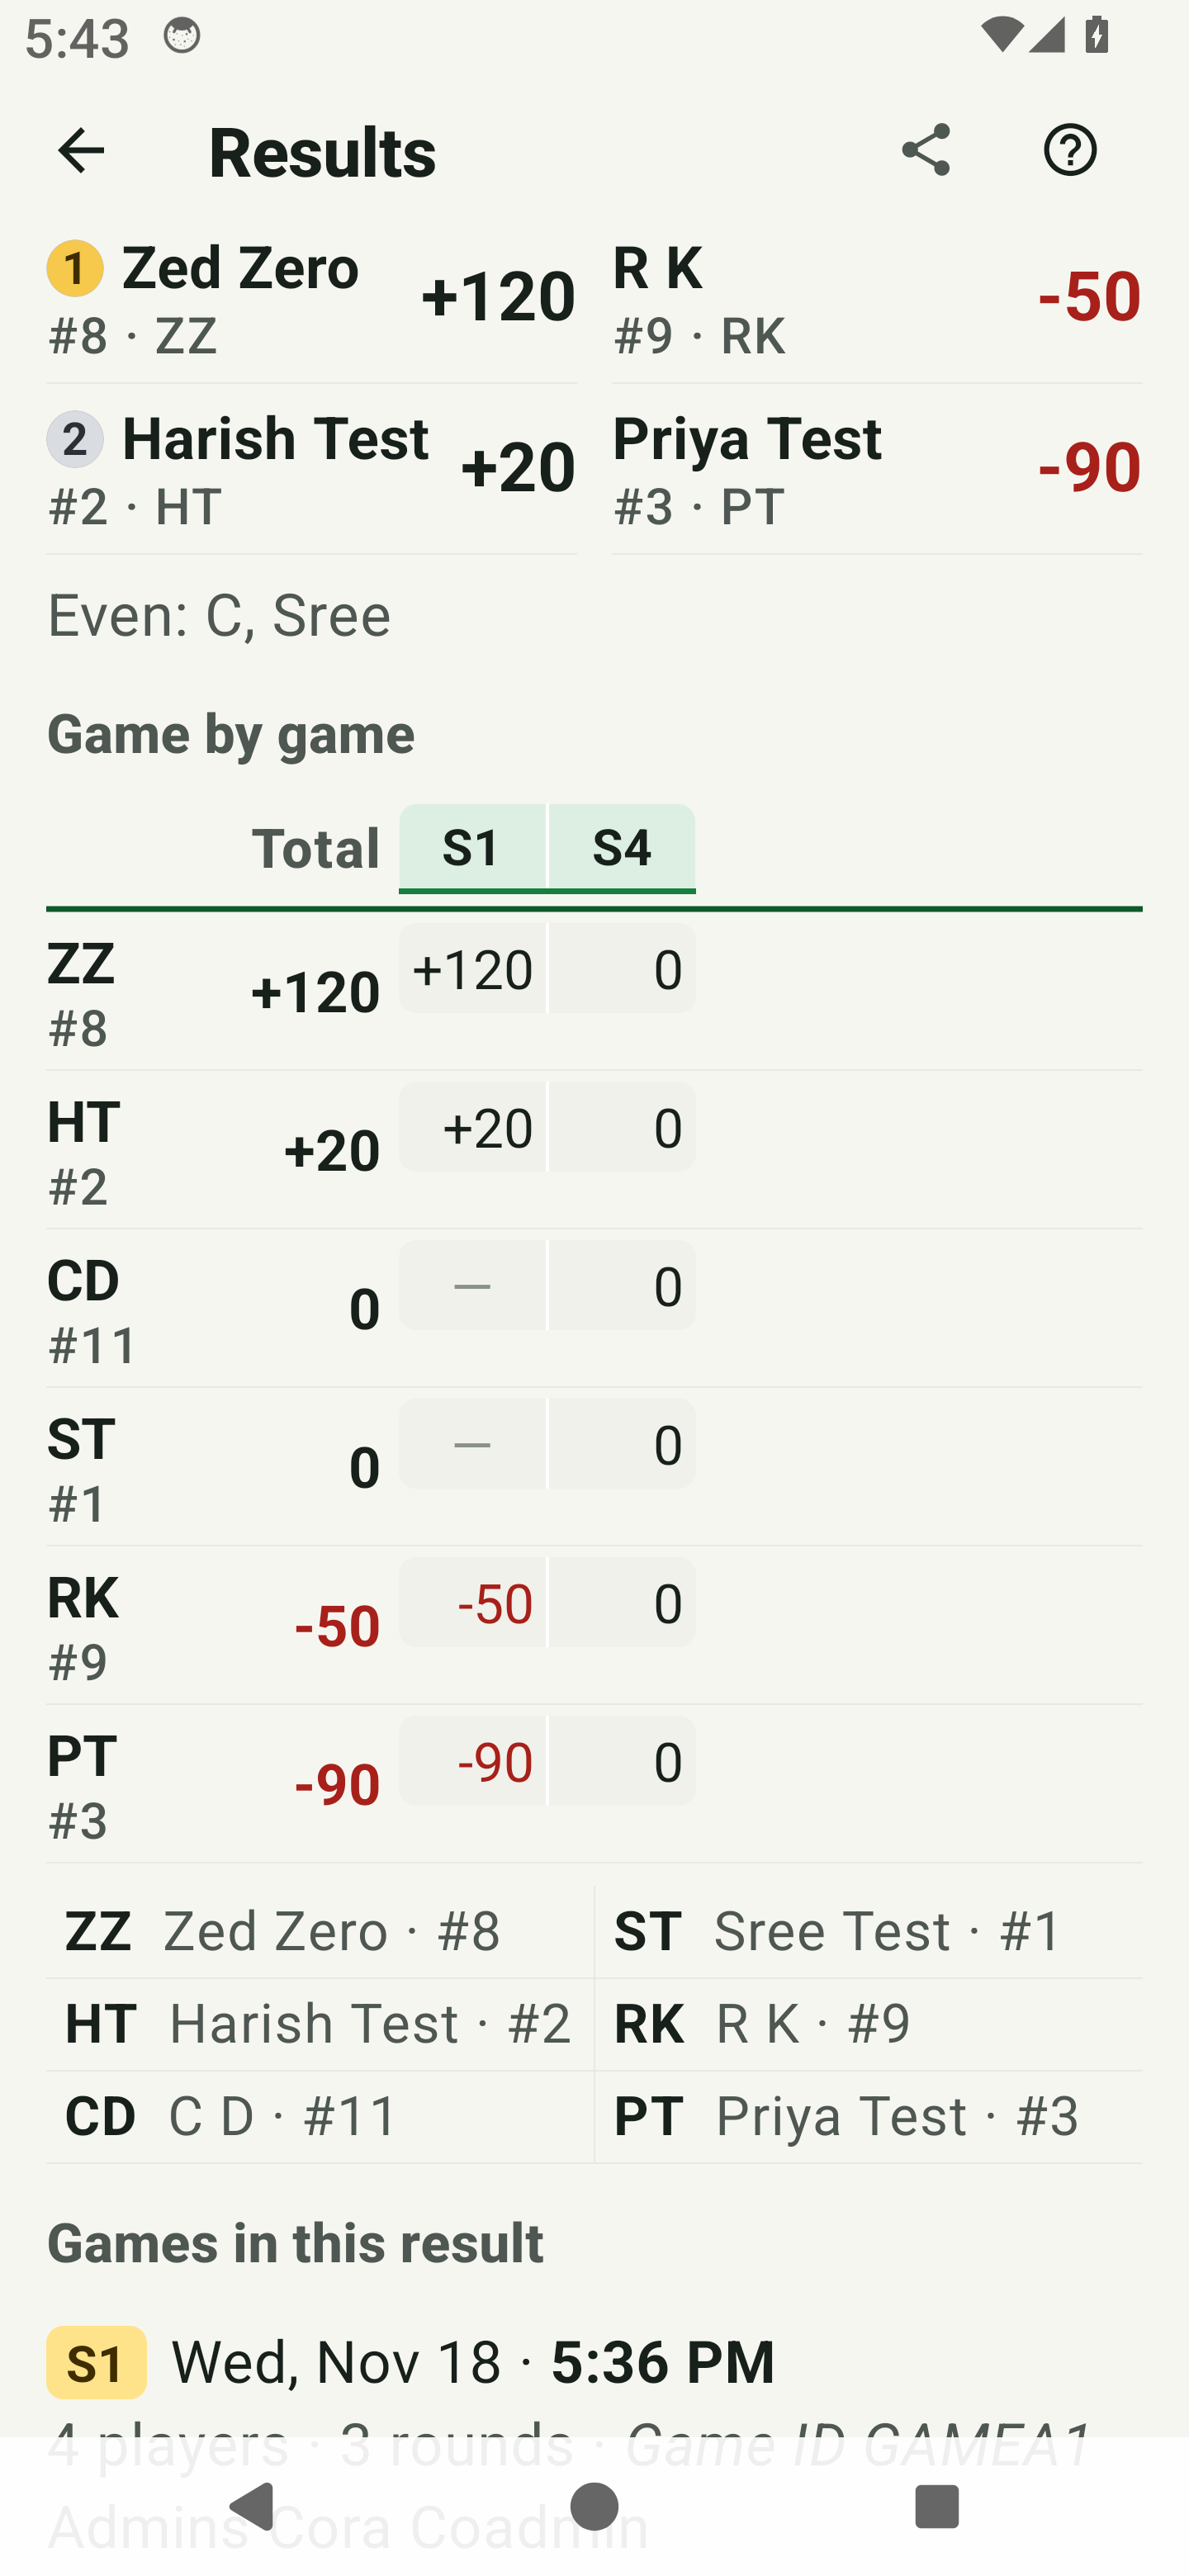 5:43
Results
1 Zed Zero +120
#8 · ZZ
R K -50
#9 · RK
2 Harish Test +20
#2 · HT
Priya Test -90
#3 · PT
Even: C, Sree
Game by game
Total S1 S4
ZZ +120 +120 0
#8
HT +20 +20 0
#2
CD 0 — 0
#11
ST 0 — 0
#1
RK -50 -50 0
#9
PT -90 -90 0
#3
ZZ Zed Zero · #8
ST Sree Test · #1
HT Harish Test · #2
RK R K · #9
CD C D · #11
PT Priya Test · #3
Games in this result
S1 Wed, Nov 18 · 5:36 PM
4 players · 3 rounds · Game ID GAMEA1
Admins Cora Coadmin